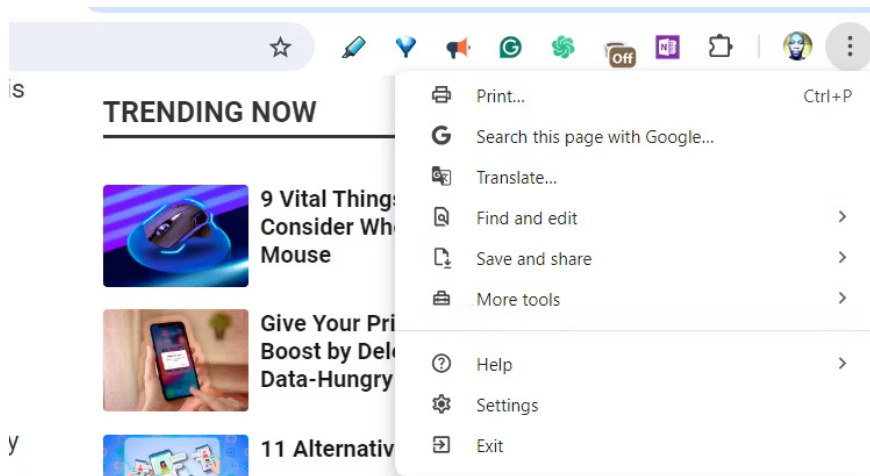 Off
N
is
TRENDING NOW
9 Vital Things
Consider Wh
Mouse
Give Your Pri
Boost by Del
Data-Hungry
11 Alternativ
y
Print... Ctrl+P
G Search this page with Google...
Translate...
Find and edit
Save and share
More tools
Help
Settings
Exit